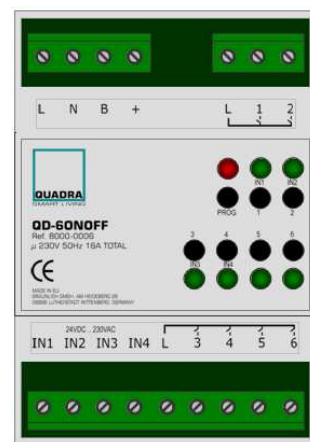 L N B + L 1 2
QUADRA
SMART LIVING
IN1 IN2
PROG 1 2
QD-60NOFF
Ref. 8000-0006
µ 230V 50Hz 16A TOTAL
3 4 5 6
IN3 IN4
CE
MADE IN EU
24VDC .. 230VAC
IN1 IN2 IN3 IN4 L 3 4 5 6